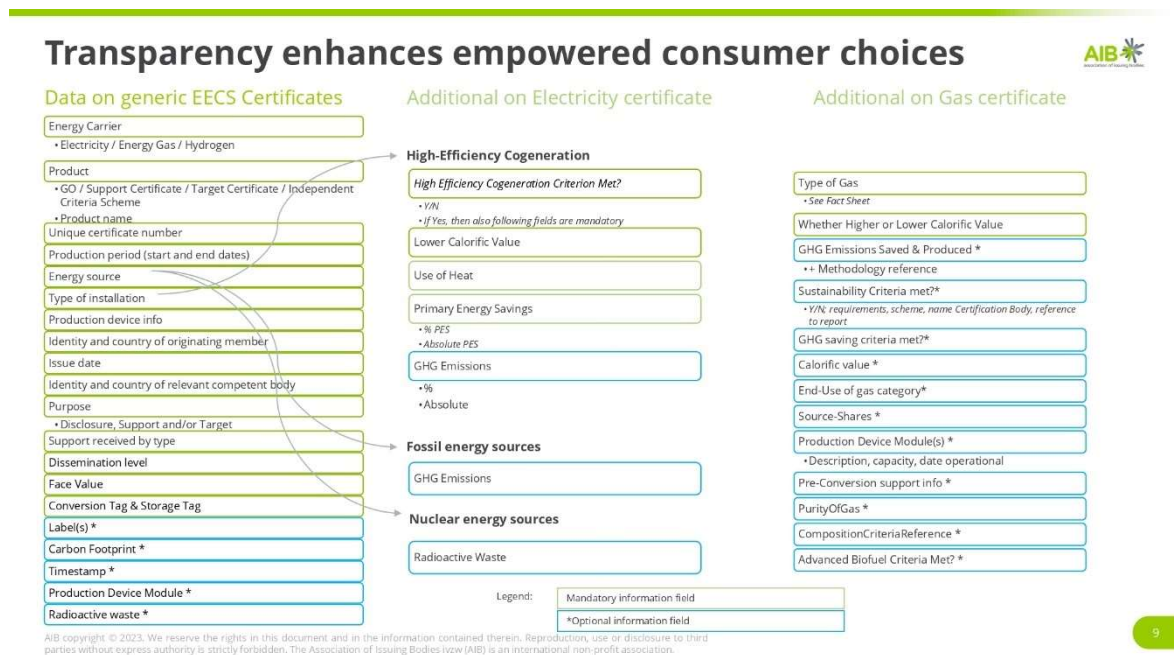 Transparency enhances empowered consumer choices
AIB
association of issuing bodies
Data on generic EECS Certificates
Energy Carrier
• Electricity / Energy Gas / Hydrogen
Product
• GO / Support Certificate / Target Certificate / Independent
Criteria Scheme
• Product name
Unique certificate number
Production period (start and end dates)
Energy source
Type of installation
Production device info
Identity and country of originating member
Issue date
Identity and country of relevant competent body
Purpose
• Disclosure, Support and/or Target
Support received by type
Dissemination level
Face Value
Conversion Tag & Storage Tag
Label(s) *
Carbon Footprint *
Timestamp *
Production Device Module *
Radioactive waste *
Additional on Electricity certificate
High-Efficiency Cogeneration
High Efficiency Cogeneration Criterion Met?
• Y/N
• If Yes, then also following fields are mandatory
Lower Calorific Value
Use of Heat
Primary Energy Savings
• % PES
• Absolute PES
GHG Emissions
• %
• Absolute
Fossil energy sources
GHG Emissions
Nuclear energy sources
Radioactive Waste
Additional on Gas certificate
Type of Gas
• See Fact Sheet
Whether Higher or Lower Calorific Value
GHG Emissions Saved & Produced *
• + Methodology reference
Sustainability Criteria met?*
• Y/N; requirements, scheme, name Certification Body, reference
to report
GHG saving criteria met?*
Calorific value *
End-Use of gas category*
Source-Shares *
Production Device Module(s) *
• Description, capacity, date operational
Pre-Conversion support info *
PurityOfGas *
CompositionCriteriaReference *
Advanced Biofuel Criteria Met? *
Legend:
Mandatory information field
*Optional information field
AIB copyright © 2023. We reserve the rights in this document and in the information contained therein. Reproduction, use or disclosure to third
parties without express authority is strictly forbidden. The Association of Issuing Bodies ivzw (AIB) is an international non-profit association.
9